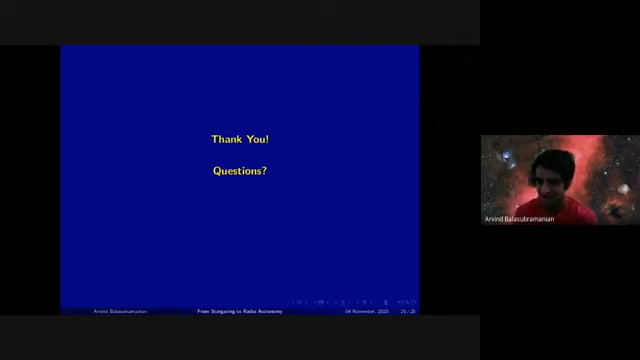 Thank You!
Questions?
Arvind Balasubramanian
Arvind Balasubramanian
From Stargazing to Radio Astronomy
04 November, 2020
25 / 25